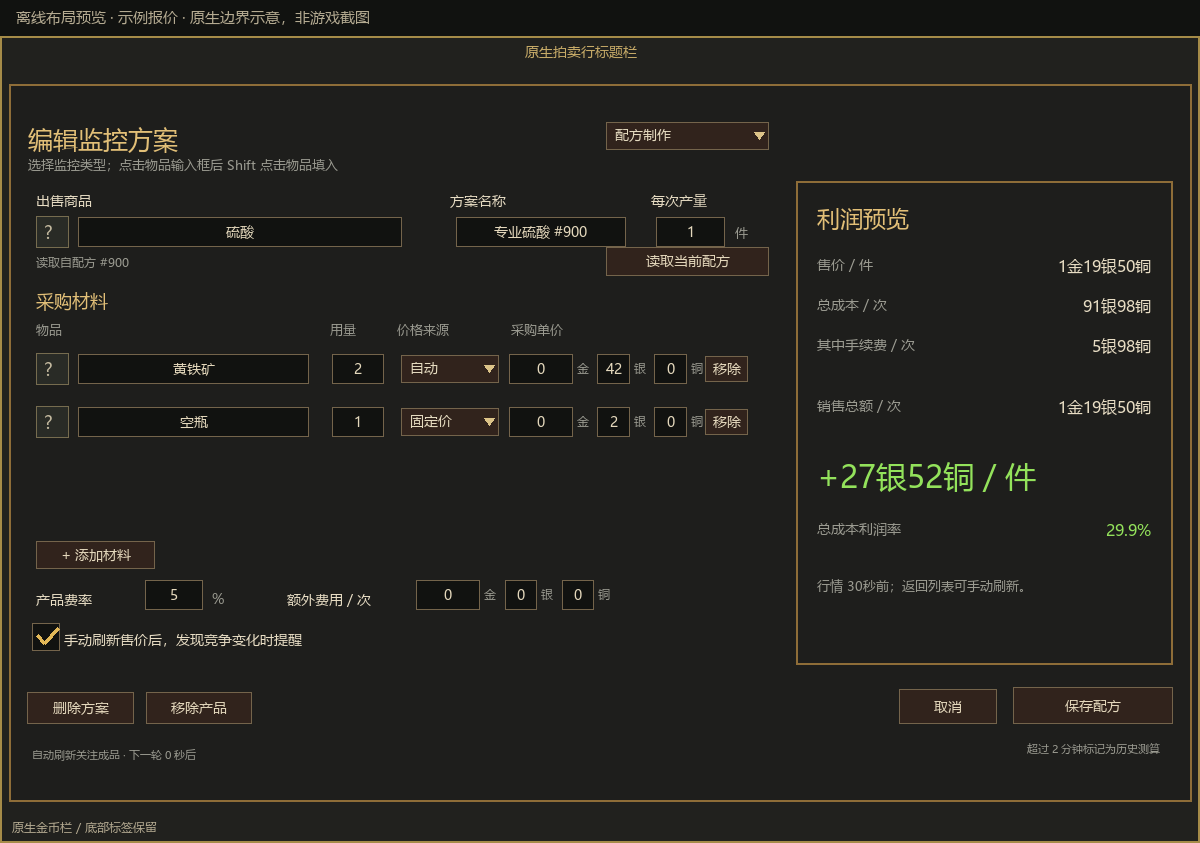 离线布局预览 · 示例报价 · 原生边界示意，非游戏截图
原生拍卖行标题栏
编辑监控方案
配方制作
选择监控类型；点击物品输入框后 Shift 点击物品填入
出售商品 方案名称 每次产量
? 硫酸 专业硫酸 #900 1 件
读取自配方 #900 读取当前配方
采购材料
物品 用量 价格来源 采购单价
? 黄铁矿 2 自动 0 金 42 银 0 铜 移除
? 空瓶 1 固定价 0 金 2 银 0 铜 移除
+ 添加材料
产品费率 5 % 额外费用 / 次 0 金 0 银 0 铜
手动刷新售价后，发现竞争变化时提醒
利润预览
售价 / 件 1金19银50铜
总成本 / 次 91银98铜
其中手续费 / 次 5银98铜
销售总额 / 次 1金19银50铜
+27银52铜 / 件
总成本利润率 29.9%
行情 30秒前；返回列表可手动刷新。
删除方案 移除产品 取消 保存配方
自动刷新关注成品 · 下一轮 0 秒后
超过 2 分钟标记为历史测算
原生金币栏 / 底部标签保留